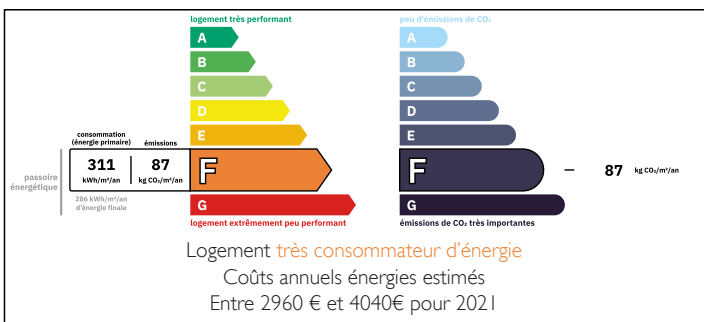 logement très performant
A
B
C
D
E
consommation
(énergie primaire)
émissions
passoire
énergétique
311
kWh/m²/an
87
kg CO₂/m²/an
F
286 kWh/m²/an
d'énergie finale
G
logement extrêmement peu performant
peu d'émissions de CO₂
A
B
C
D
E
F
87 kg CO₂/m²/an
G
émissions de CO₂ très importantes
Logement très consommateur d'énergie
Coûts annuels énergies estimés
Entre 2960 € et 4040€ pour 2021